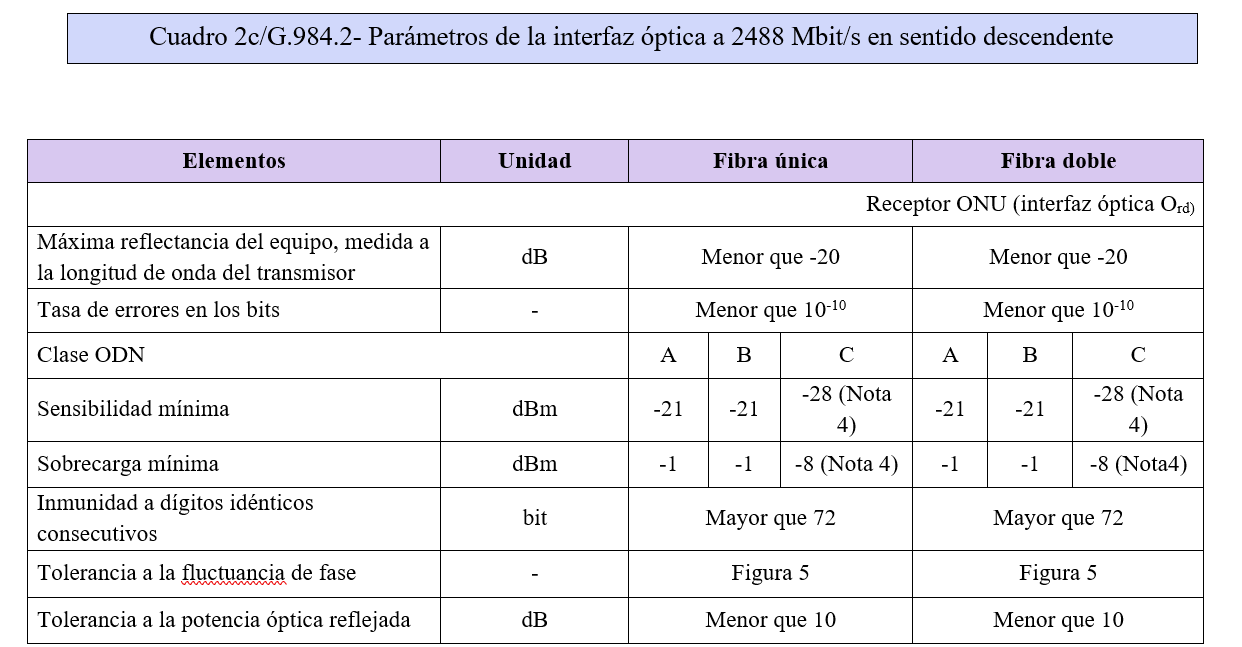 Cuadro 2c/G.984.2- Parámetros de la interfaz óptica a 2488 Mbit/s en sentido descendente
Elementos Unidad Fibra única Fibra doble
Receptor ONU (interfaz óptica Ord)
Máxima reflectancia del equipo, medida a
la longitud de onda del transmisor
dB Menor que -20 Menor que -20
Tasa de errores en los bits - Menor que 10-10 Menor que 10-10
Clase ODN A B C A B C
Sensibilidad mínima dBm -21 -21 -28 (Nota
4) -21 -21 -28 (Nota
4)
Sobrecarga mínima dBm -1 -1 -8 (Nota 4) -1 -1 -8 (Nota4)
Inmunidad a dígitos idénticos
consecutivos
bit Mayor que 72 Mayor que 72
Tolerancia a la fluctuancia de fase - Figura 5 Figura 5
Tolerancia a la potencia óptica reflejada dB Menor que 10 Menor que 10